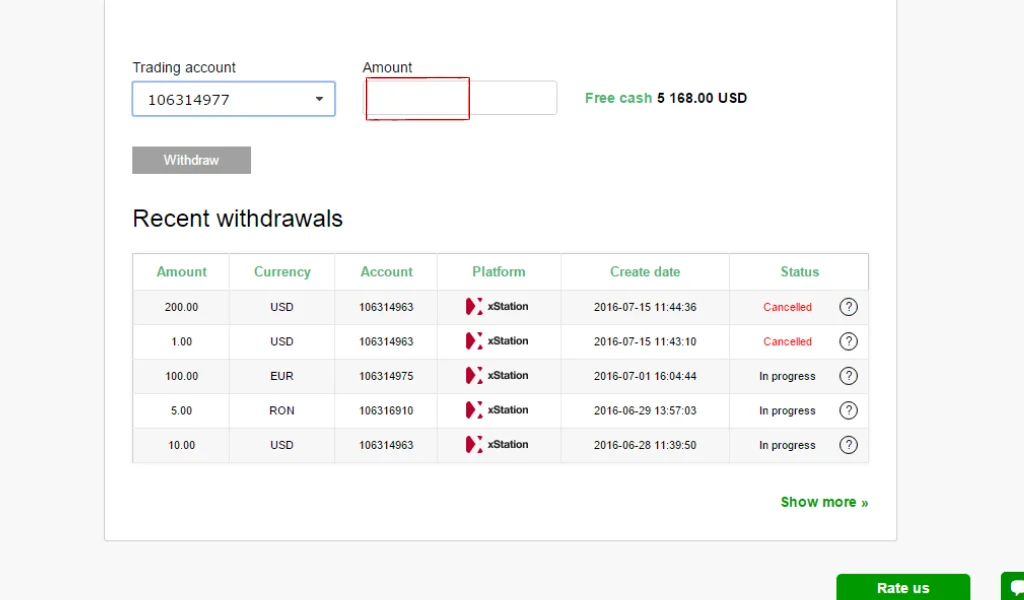 Trading account Amount
106314977 Free cash 5 168.00 USD
Withdraw
Recent withdrawals
Amount Currency Account Platform Create date Status
200.00 USD 106314963 xStation 2016-07-15 11:44:36 Cancelled ?
1.00 USD 106314963 xStation 2016-07-15 11:43:10 Cancelled ?
100.00 EUR 106314975 xStation 2016-07-01 16:04:44 In progress ?
5.00 RON 106316910 xStation 2016-06-29 13:57:03 In progress ?
10.00 USD 106314963 xStation 2016-06-28 11:39:50 In progress ?
Show more »
Rate us